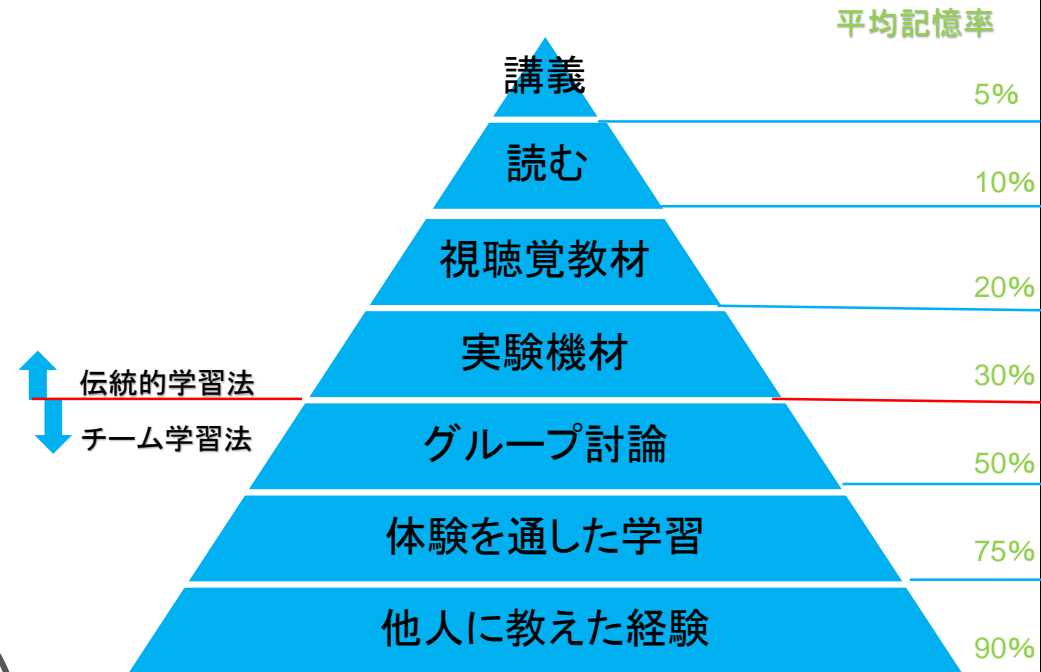 平均記憶率
講義
5%
読む
10%
視聴覚教材
20%
実験機材
30%
伝統的学習法
チーム学習法
グループ討論
50%
体験を通した学習
75%
他人に教えた経験
90%